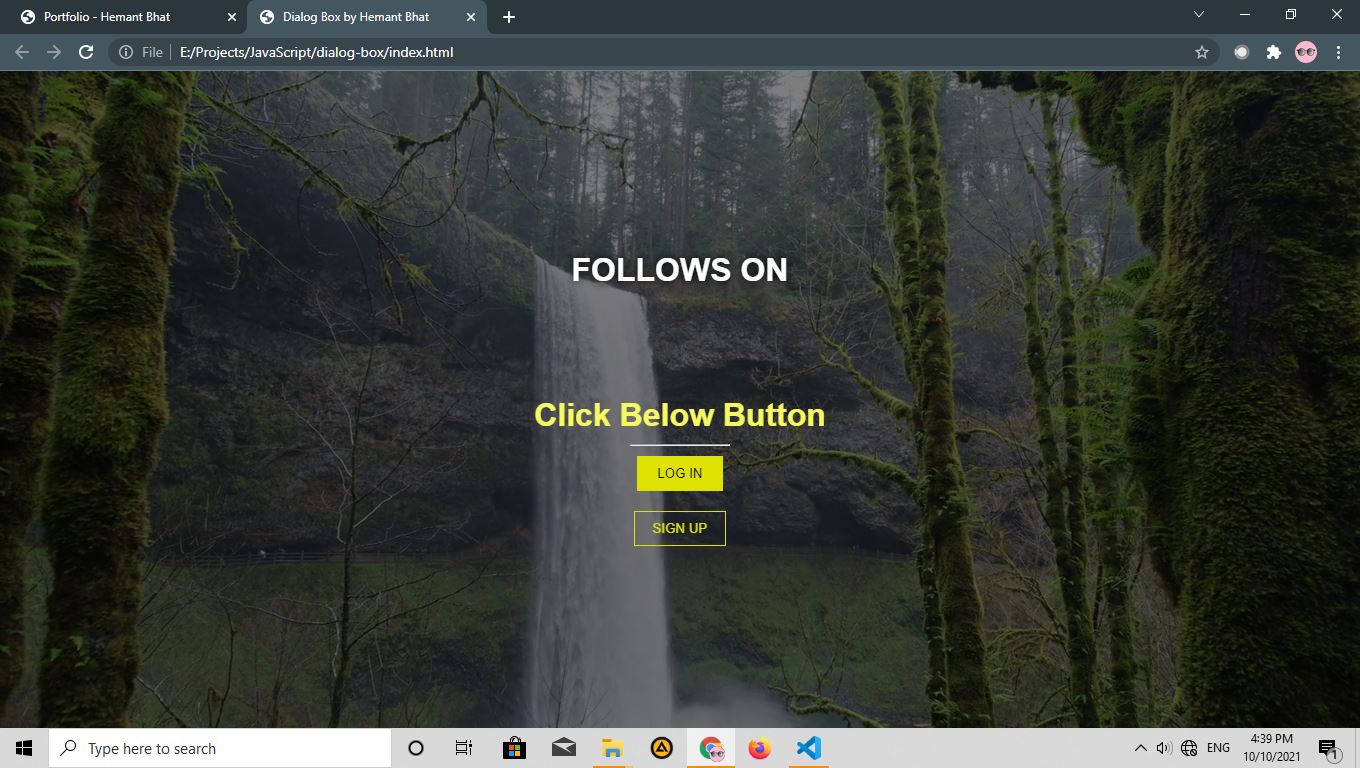 Portfolio - Hemant Bhat
Dialog Box by Hemant Bhat
File
E:/Projects/JavaScript/dialog-box/index.html
FOLLOWS ON
Click Below Button
LOG IN
SIGN UP
Type here to search
ENG
4:39 PM
10/10/2021
1